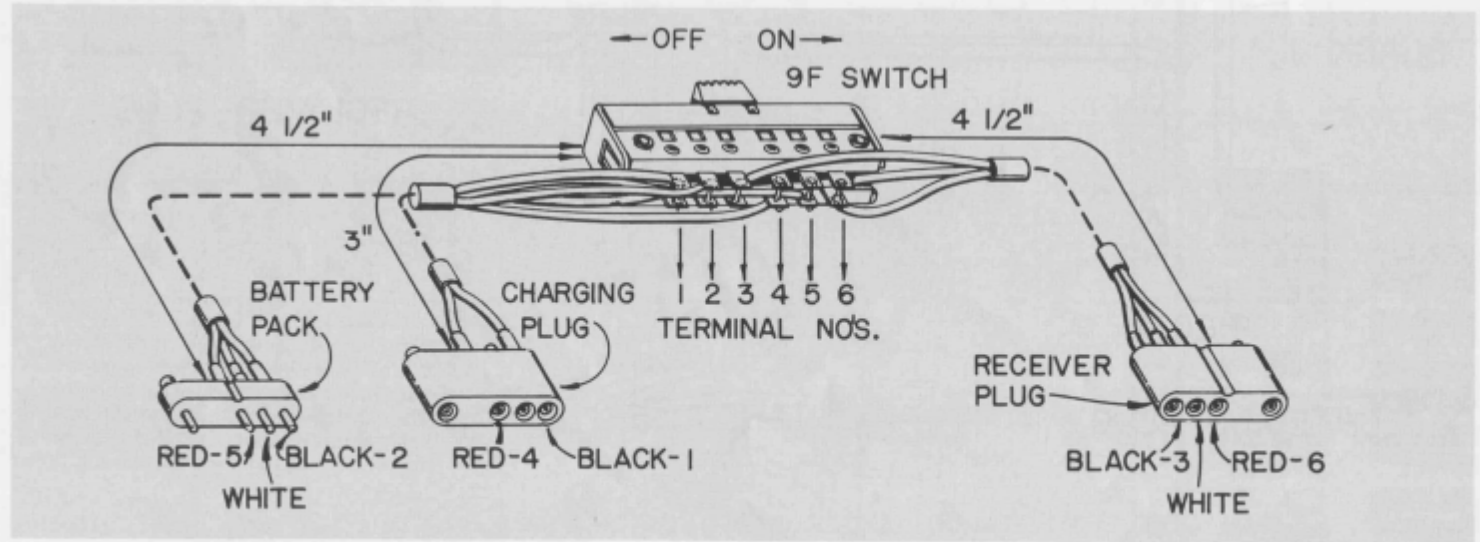 OFF ON
9F SWITCH
4 1/2"
4 1/2"
3"
BATTERY
PACK
CHARGING
PLUG
1 2 3 4 5 6
TERMINAL NO'S.
RECEIVER
PLUG
RED-5
BLACK-2
WHITE
RED-4
BLACK-1
BLACK-3
RED-6
WHITE